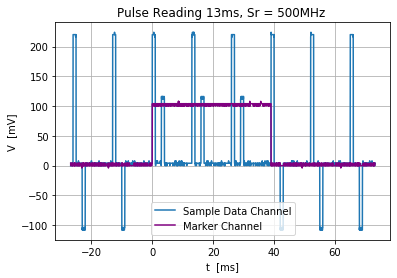 Pulse Reading 13ms, Sr = 500MHz
V [mV]
200
150
100
50
0
−50
−100
Sample Data Channel
Marker Channel
−20 0 20 40 60
t [ms]